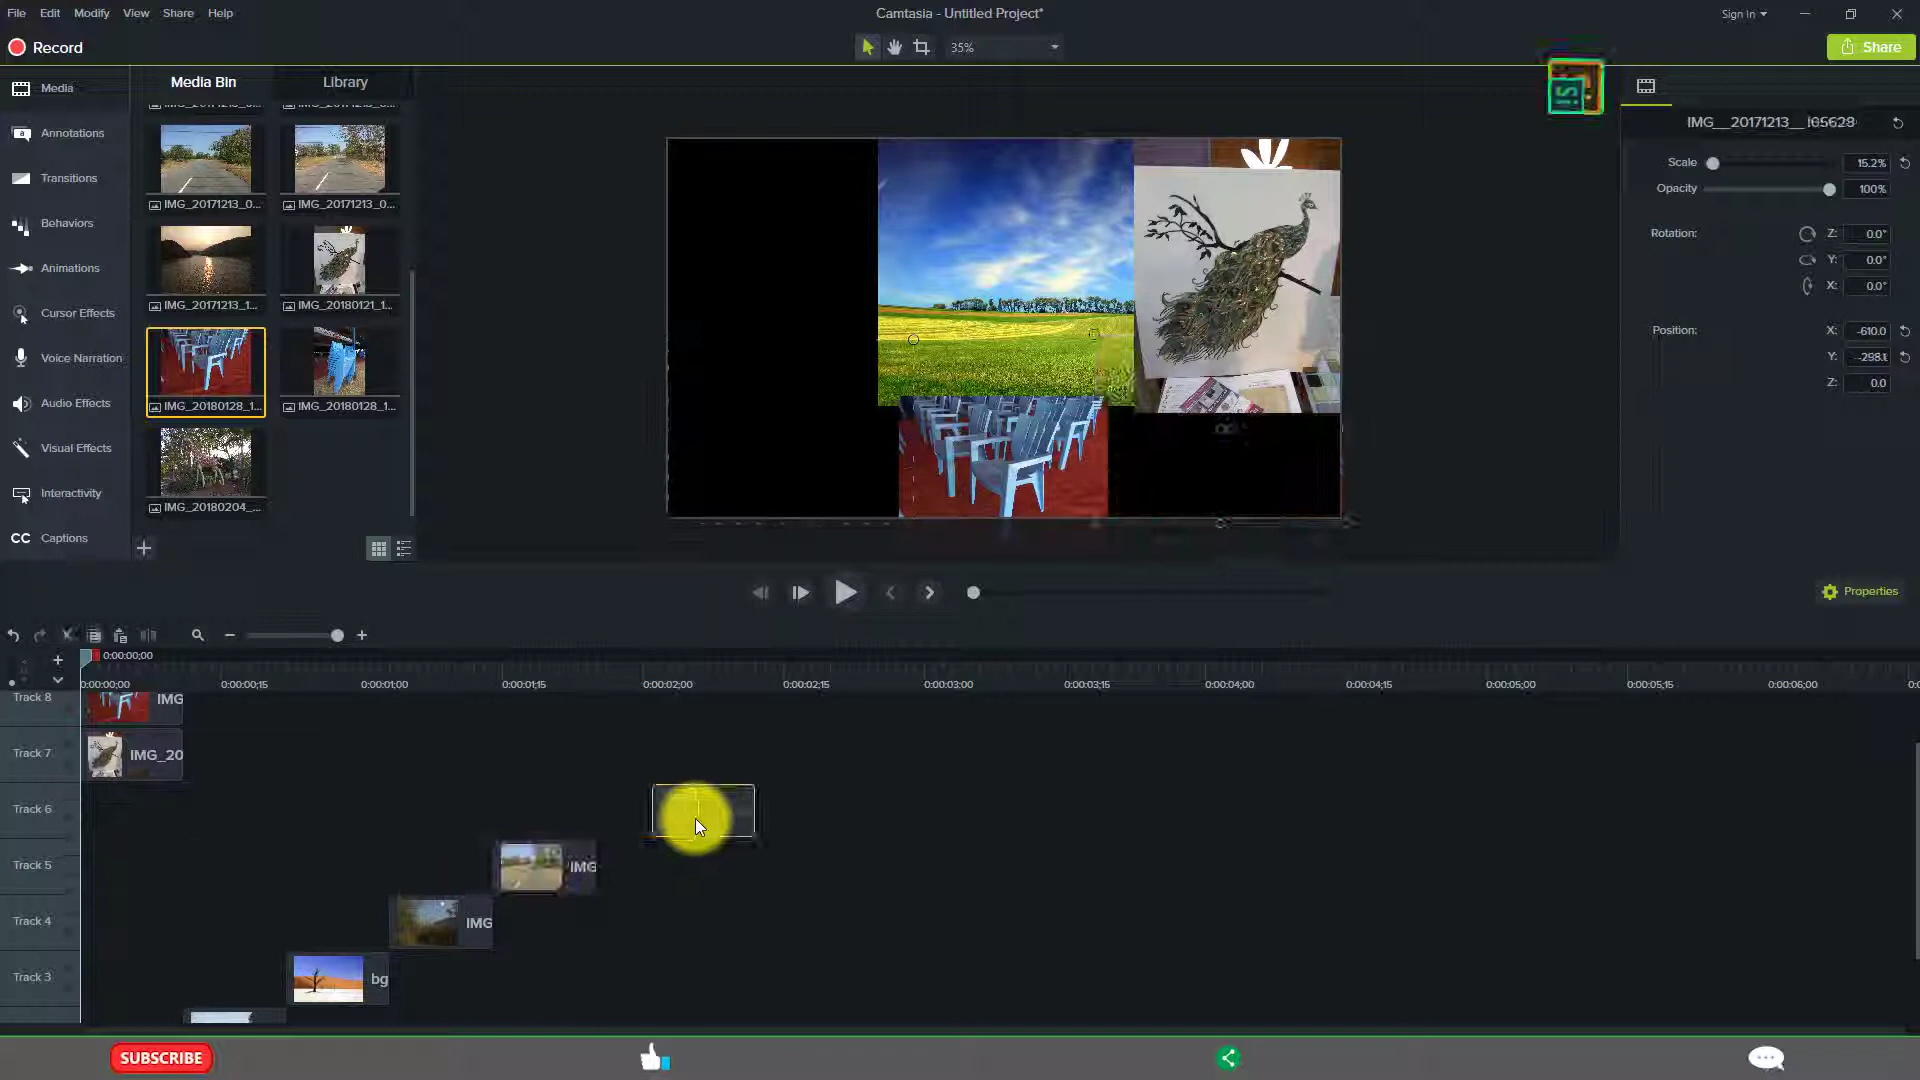 File Edit Modify View Share Help
Camtasia - Untitled Project*
Sign In
Record
35%
Share
Media
Annotations
Transitions
Behaviors
Animations
Cursor Effects
Voice Narration
Audio Effects
Visual Effects
Interactivity
CC Captions
Media Bin
Library
IMG_20171213_0...
IMG_20171213_0...
IMG_20171213_1...
IMG_20180121_1...
IMG_20180128_1...
IMG_20180128_1...
IMG_20180204_...
Scale 15.2%
Opacity 100%
Rotation: Z: 0.0°
Y: 0.0°
X: 0.0°
Position: X: -610.0
Y:
Z: 0.0
Properties
0:00:00;00
0:00:00;00 0:00:00;15 0:00:01;00 0:00:01;15 0:00:02;00 0:00:02;15 0:00:03;00 0:00:03;15 0:00:04;00 0:00:04;15 0:00:05;00 0:00:05;15 0:00:06;00
Track 8 IMG
Track 7 IMG_20
Track 6
Track 5 IMG
Track 4 IMG
Track 3 bg
SUBSCRIBE